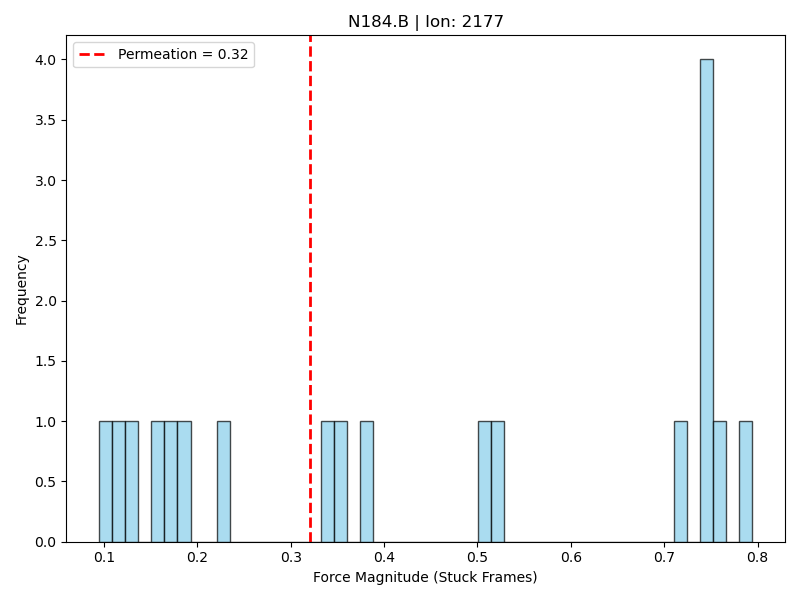 N184.B | Ion: 2177
Permeation = 0.32
4.0
3.5
3.0
2.5
2.0
1.5
1.0
0.5
0.0
Frequency
0.1 0.2 0.3 0.4 0.5 0.6 0.7 0.8
Force Magnitude (Stuck Frames)